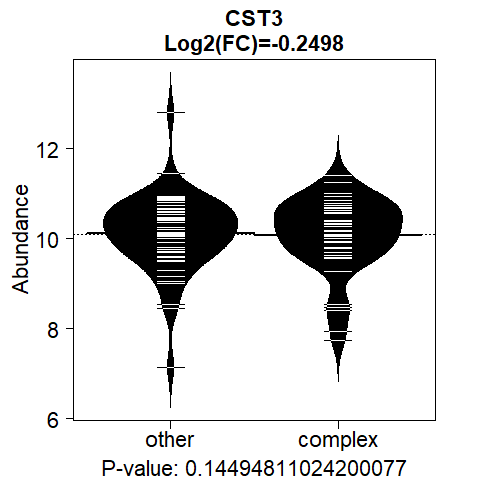 CST3
Log2(FC)=-0.2498
Abundance
12
10
8
6
other complex
P-value: 0.14494811024200077